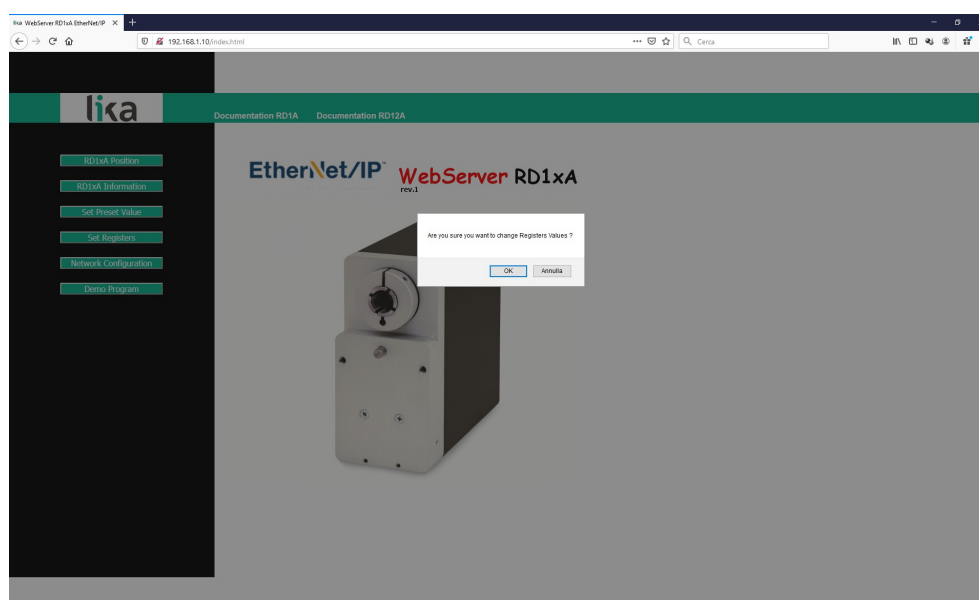 lika WebServer RD1xA EtherNet/IP
192.168.1.10/index.html
Cerca
lika
Documentation RD1A Documentation RD12A
RD1xA Position
RD1xA Information
Set Preset Value
Set Registers
Network Configuration
Demo Program
EtherNet/IP™ WebServer RD1xA
rev.1
Are you sure you want to change Registers Values ?
OK Annulla